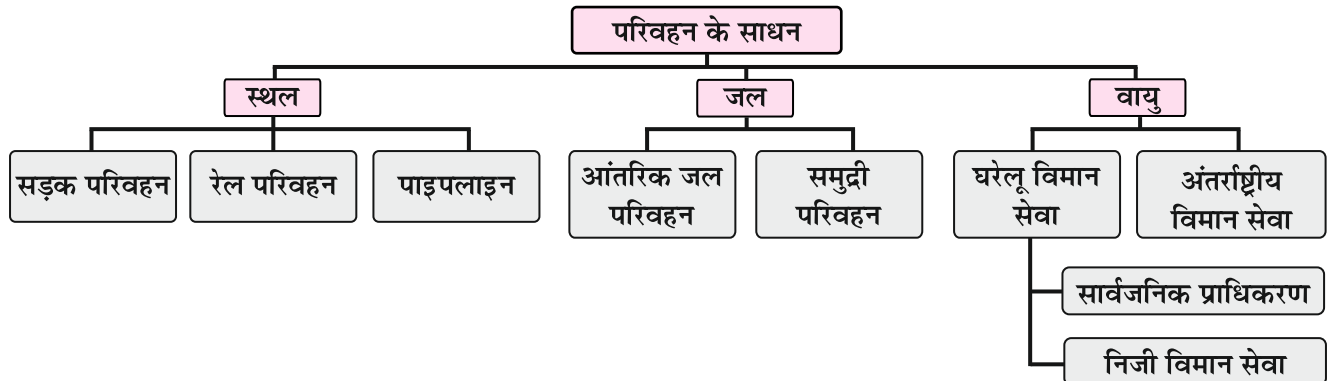 परिवहन के साधन
स्थल
जल
वायु
सड़क परिवहन
रेल परिवहन
पाइपलाइन
आंतरिक जल
परिवहन
समुद्री
परिवहन
घरेलू विमान
सेवा
अंतर्राष्ट्रीय
विमान सेवा
सार्वजनिक प्राधिकरण
निजी विमान सेवा